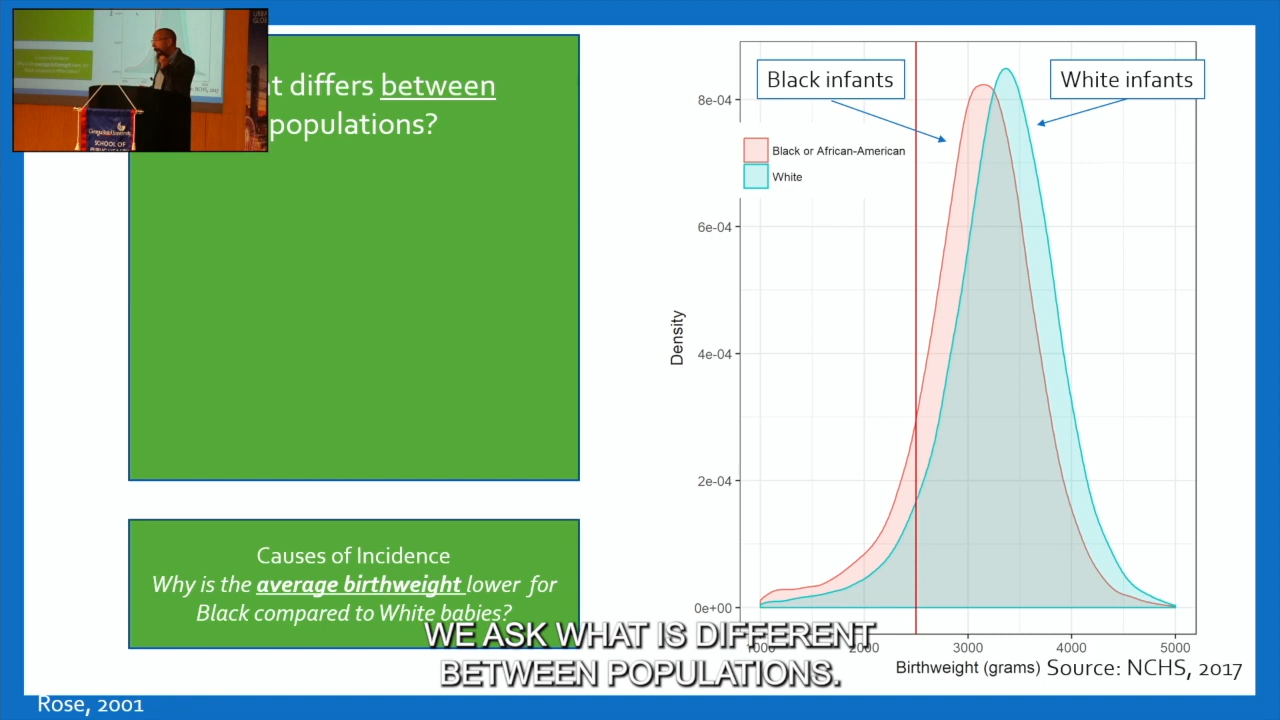 t differs between
populations?
Causes of Incidence
Why is the average birthweight lower for
Black compared to White babies?
Rose, 2001
Black infants
White infants
Black or African-American
White
8e-04
6e-04
4e-04
2e-04
0e+00
Density
2000
3000
4000
5000
Birthweight (grams)
Source: NCHS, 2017
WE ASK WHAT IS DIFFERENT
BETWEEN POPULATIONS.
SCHOOL OF